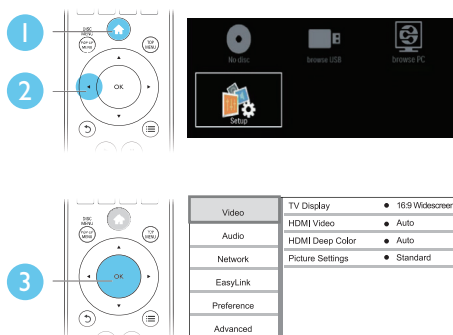 1
DISC MENU
POP-UP MENU
TOP MENU
OK
2
No disc
browse USB
browse PC
Setup
DISC MENU
POP-UP MENU
TOP MENU
OK
3
Video
Audio
Network
EasyLink
Preference
Advanced
TV Display ● 16:9 Widescreen
HDMI Video ● Auto
HDMI Deep Color ● Auto
Picture Settings ● Standard